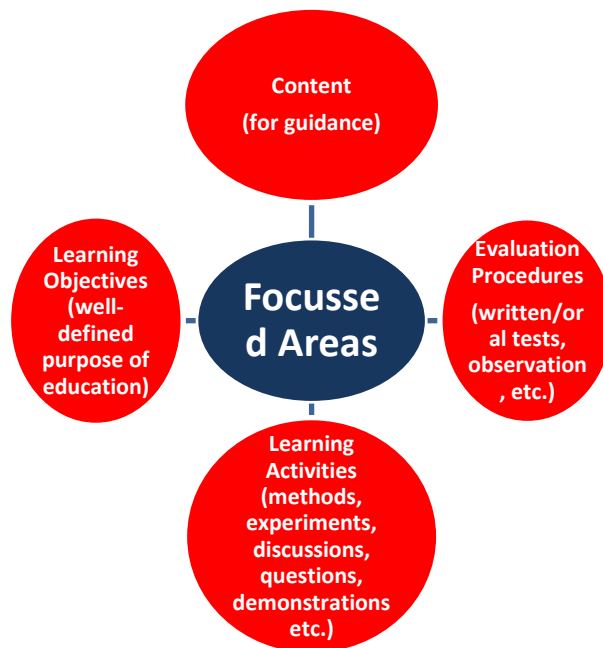 Content
(for guidance)
Learning
Objectives
(well-
defined
purpose of
education)
Focusse
d Areas
Evaluation
Procedures
(written/or
al tests,
observation
, etc.)
Learning
Activities
(methods,
experiments,
discussions,
questions,
demonstrations
etc.)